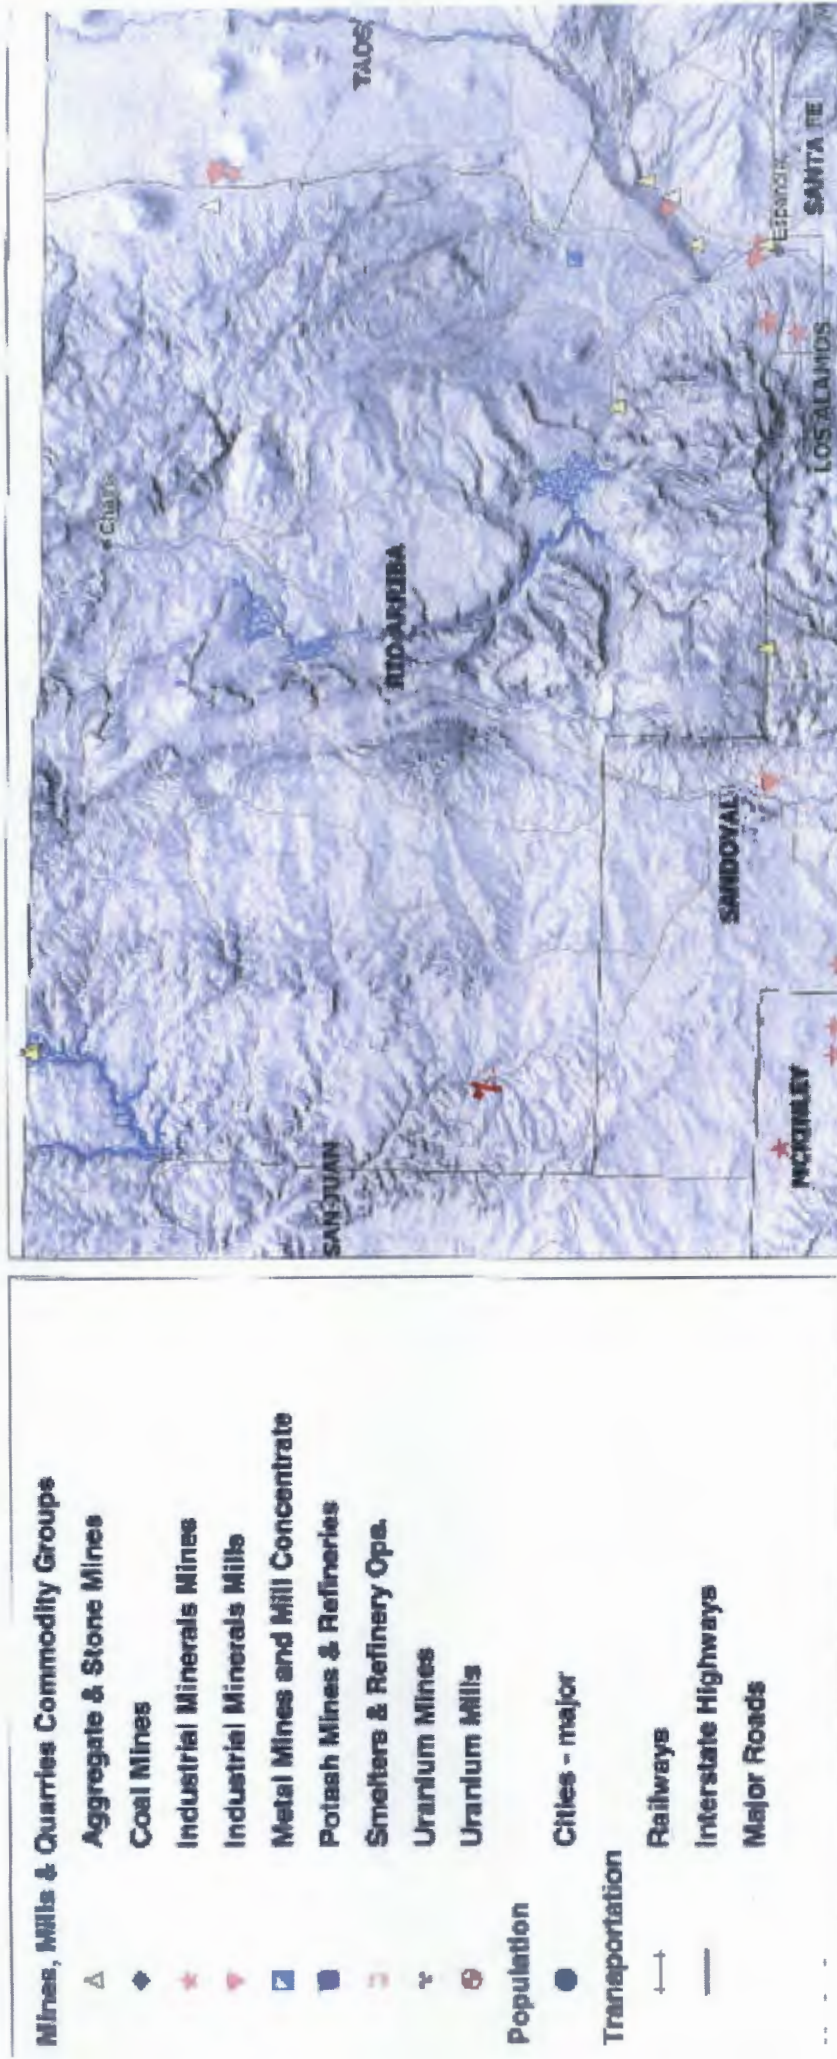 Mines, Mills & Quarries Commodity Groups
Aggregate & Stone Mines
Coal Mines
Industrial Minerals Mines
Industrial Minerals Mills
Metal Mines and Mill Concentrate
Potash Mines & Refineries
Smelters & Refinery Ops.
Uranium Mines
Uranium Mills
Population
Cities - major
Transportation
Railways
Interstate Highways
Major Roads
TAOS
Chama
RIO ARRIBA
SAN JUAN
SANDOVAL
MCKINLEY
LOS ALAMOS
Espanola
SANTA FE